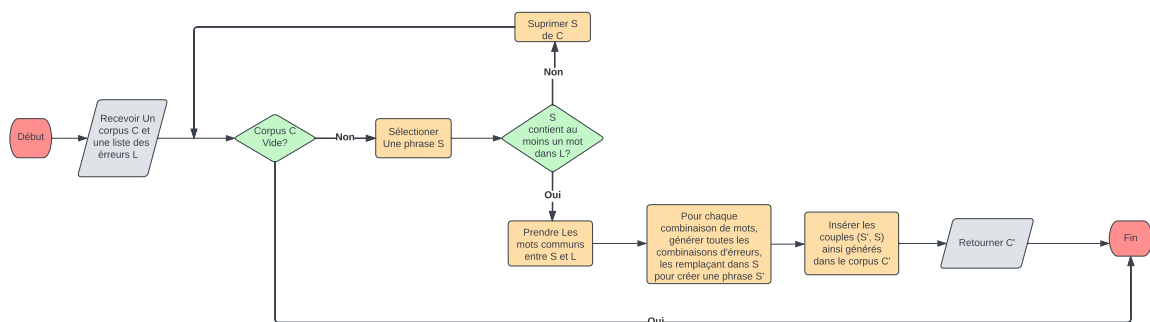 Suprimer S
de C
Non
Début
Recevoir Un
corpus C et
une liste des
érreurs L
Corpus C
Vide?
Non
Sélectioner
Une phrase S
S
contient au
moins un mot
dans L?
Oui
Prendre Les
mots communs
entre S et L
Pour chaque
combinaison de mots,
générer toutes les
combinaisons d'érreurs,
les remplaçant dans S
pour créer une phrase S'
Insérer les
couples (S', S)
ainsi générés
dans le corpus C'
Retourner C'
Fin
Oui